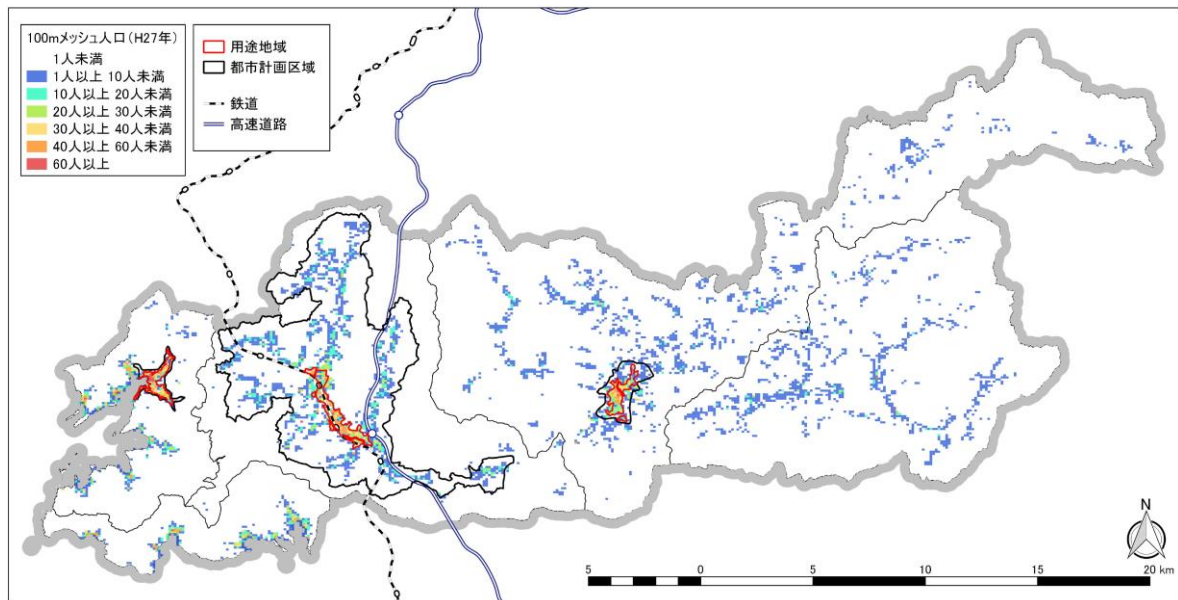 100mメッシュ人口(H27年)
1人未満
1人以上 10人未満
10人以上 20人未満
20人以上 30人未満
30人以上 40人未満
40人以上 60人未満
60人以上
用途地域
都市計画区域
鉄道
高速道路
N
5 0 5 10 15 20 km